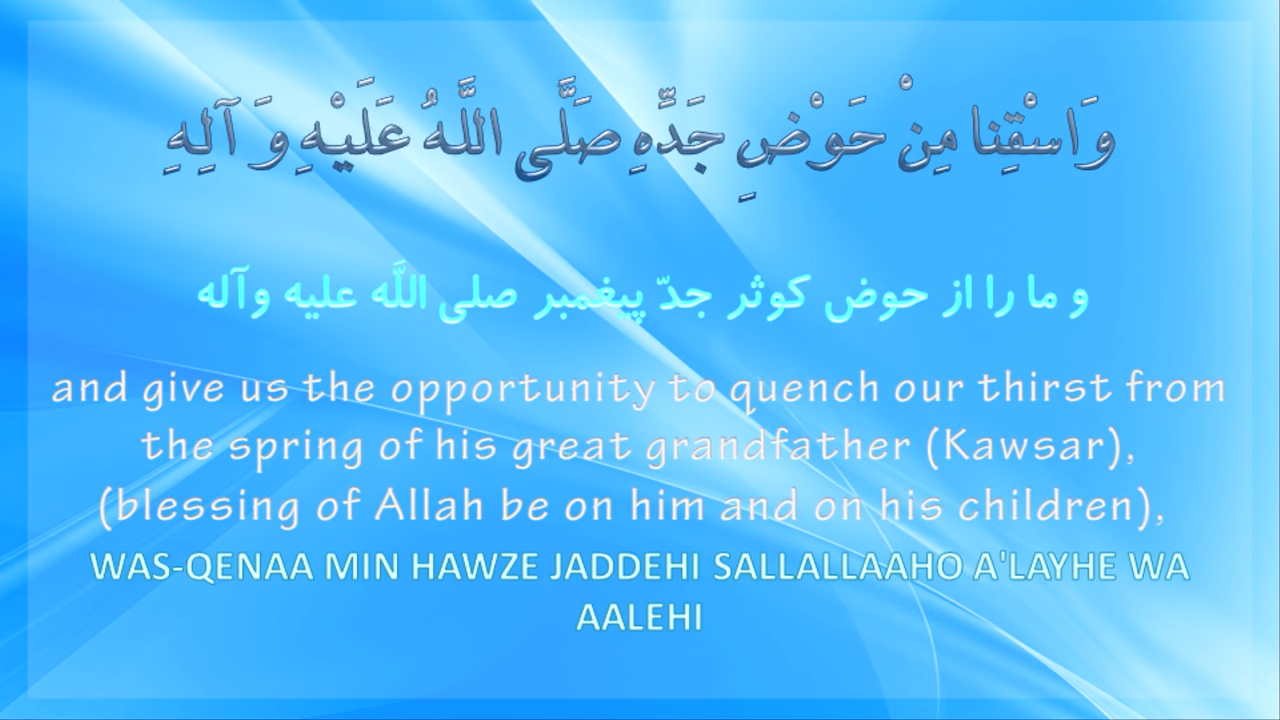 وَاسْقِنا مِنْ حَوْضِ جَدِّهِ صَلَّى اللَّهُ عَلَيْهِ وَ آلِهِ
و ما را از حوض کوثر جدّ پیغمبر صلی اللَّه علیه وآله
and give us the opportunity to quench our thirst from
the spring of his great grandfather (Kawsar),
(blessing of Allah be on him and on his children),
WAS-QENAA MIN HAWZE JADDEHI SALLALLAAHO A'LAYHE WA
AALEHI